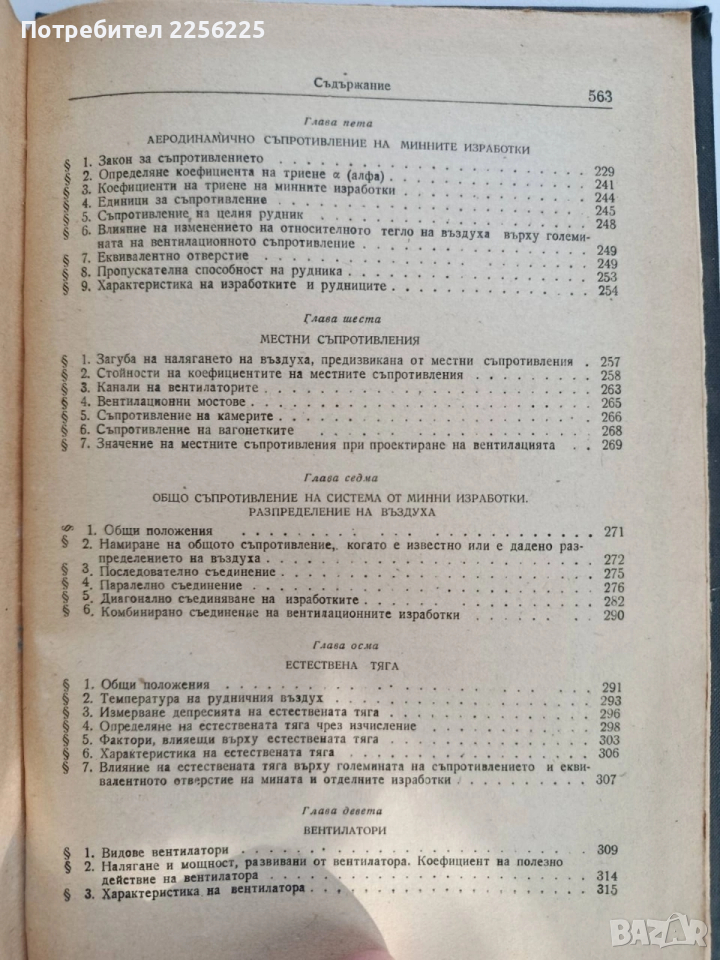 Потребител 2256225
Съдържание 563
Глава пета
АЕРОДИНАМИЧНО СЪПРОТИВЛЕНИЕ НА МИННИТЕ ИЗРАБОТКИ
§ 1. Закон за съпротивлението . . . 229
§ 2. Определяне коефициента на триене α (алфа) . . . 241
§ 3. Коефициенти на триене на минните изработки . . . 244
§ 4. Единици за съпротивление . . . 245
§ 5. Съпротивление на целия рудник . . . 248
§ 6. Влияние на изменението на относителното тегло на въздуха върху големи-
ната на вентилационното съпротивление . . . 249
§ 7. Еквивалентно отверстие . . . 249
§ 8. Пропускателна способност на рудника . . . 253
§ 9. Характеристика на изработките и рудниците . . . 254
Глава шеста
МЕСТНИ СЪПРОТИВЛЕНИЯ
§ 1. Загуба на налягането на въздуха, предизвикана от местни съпротивления . 257
§ 2. Стойности на коефициентите на местните съпротивления . . . 258
§ 3. Канали на вентилаторите . . . 263
§ 4. Вентилационни мостове . . . 265
§ 5. Съпротивление на камерите . . . 266
§ 6. Съпротивление на вагонетките . . . 268
§ 7. Значение на местните съпротивления при проектиране на вентилацията . . . 269
Глава седма
ОБЩО СЪПРОТИВЛЕНИЕ НА СИСТЕМА ОТ МИННИ ИЗРАБОТКИ.
РАЗПРЕДЕЛЕНИЕ НА ВЪЗДУХА
§ 1. Общи положения . . . 271
§ 2. Намиране на общото съпротивление, когато е известно или е дадено раз-
пределението на въздуха . . . 272
§ 3. Последователно съединение . . . 275
§ 4. Паралелно съединение . . . 276
§ 5. Диагонално съединяване на изработките . . . 282
§ 6. Комбинирано съединение на вентилационните изработки . . . 290
Глава осма
ЕСТЕСТВЕНА ТЯГА
§ 1. Общи положения . . . 291
§ 2. Температура на рудничния въздух . . . 293
§ 3. Измерване депресията на естествената тяга . . . 296
§ 4. Определяне на естествената тяга чрез изчисление . . . 298
§ 5. Фактори, влияещи върху естествената тяга . . . 303
§ 6. Характеристика на естествената тяга . . . 306
§ 7. Влияние на естествената тяга върху големината на съпротивлението и екви-
валентното отверстие на мината и отделните изработки . . . 307
Глава девета
ВЕНТИЛАТОРИ
§ 1. Видове вентилатори . . . 309
§ 2. Налягане и мощност, развивани от вентилатора. Коефициент на полезно
действие на вентилатора . . . 314
§ 3. Характеристика на вентилатора . . . 315
BAZAR